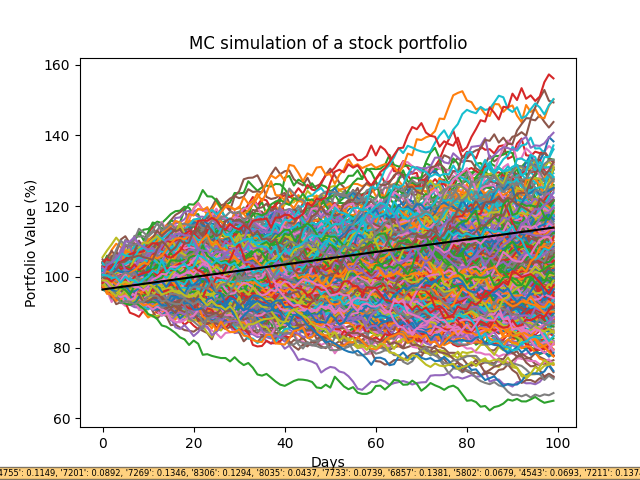 MC simulation of a stock portfolio
160
140
120
100
80
60
Portfolio Value (%)
0 20 40 60 80 100
Days
4755': 0.1149, '7201': 0.0892, '7269': 0.1346, '8306': 0.1294, '8035': 0.0437, '7733': 0.0739, '6857': 0.1381, '5802': 0.0679, '4543': 0.0693, '7211': 0.137